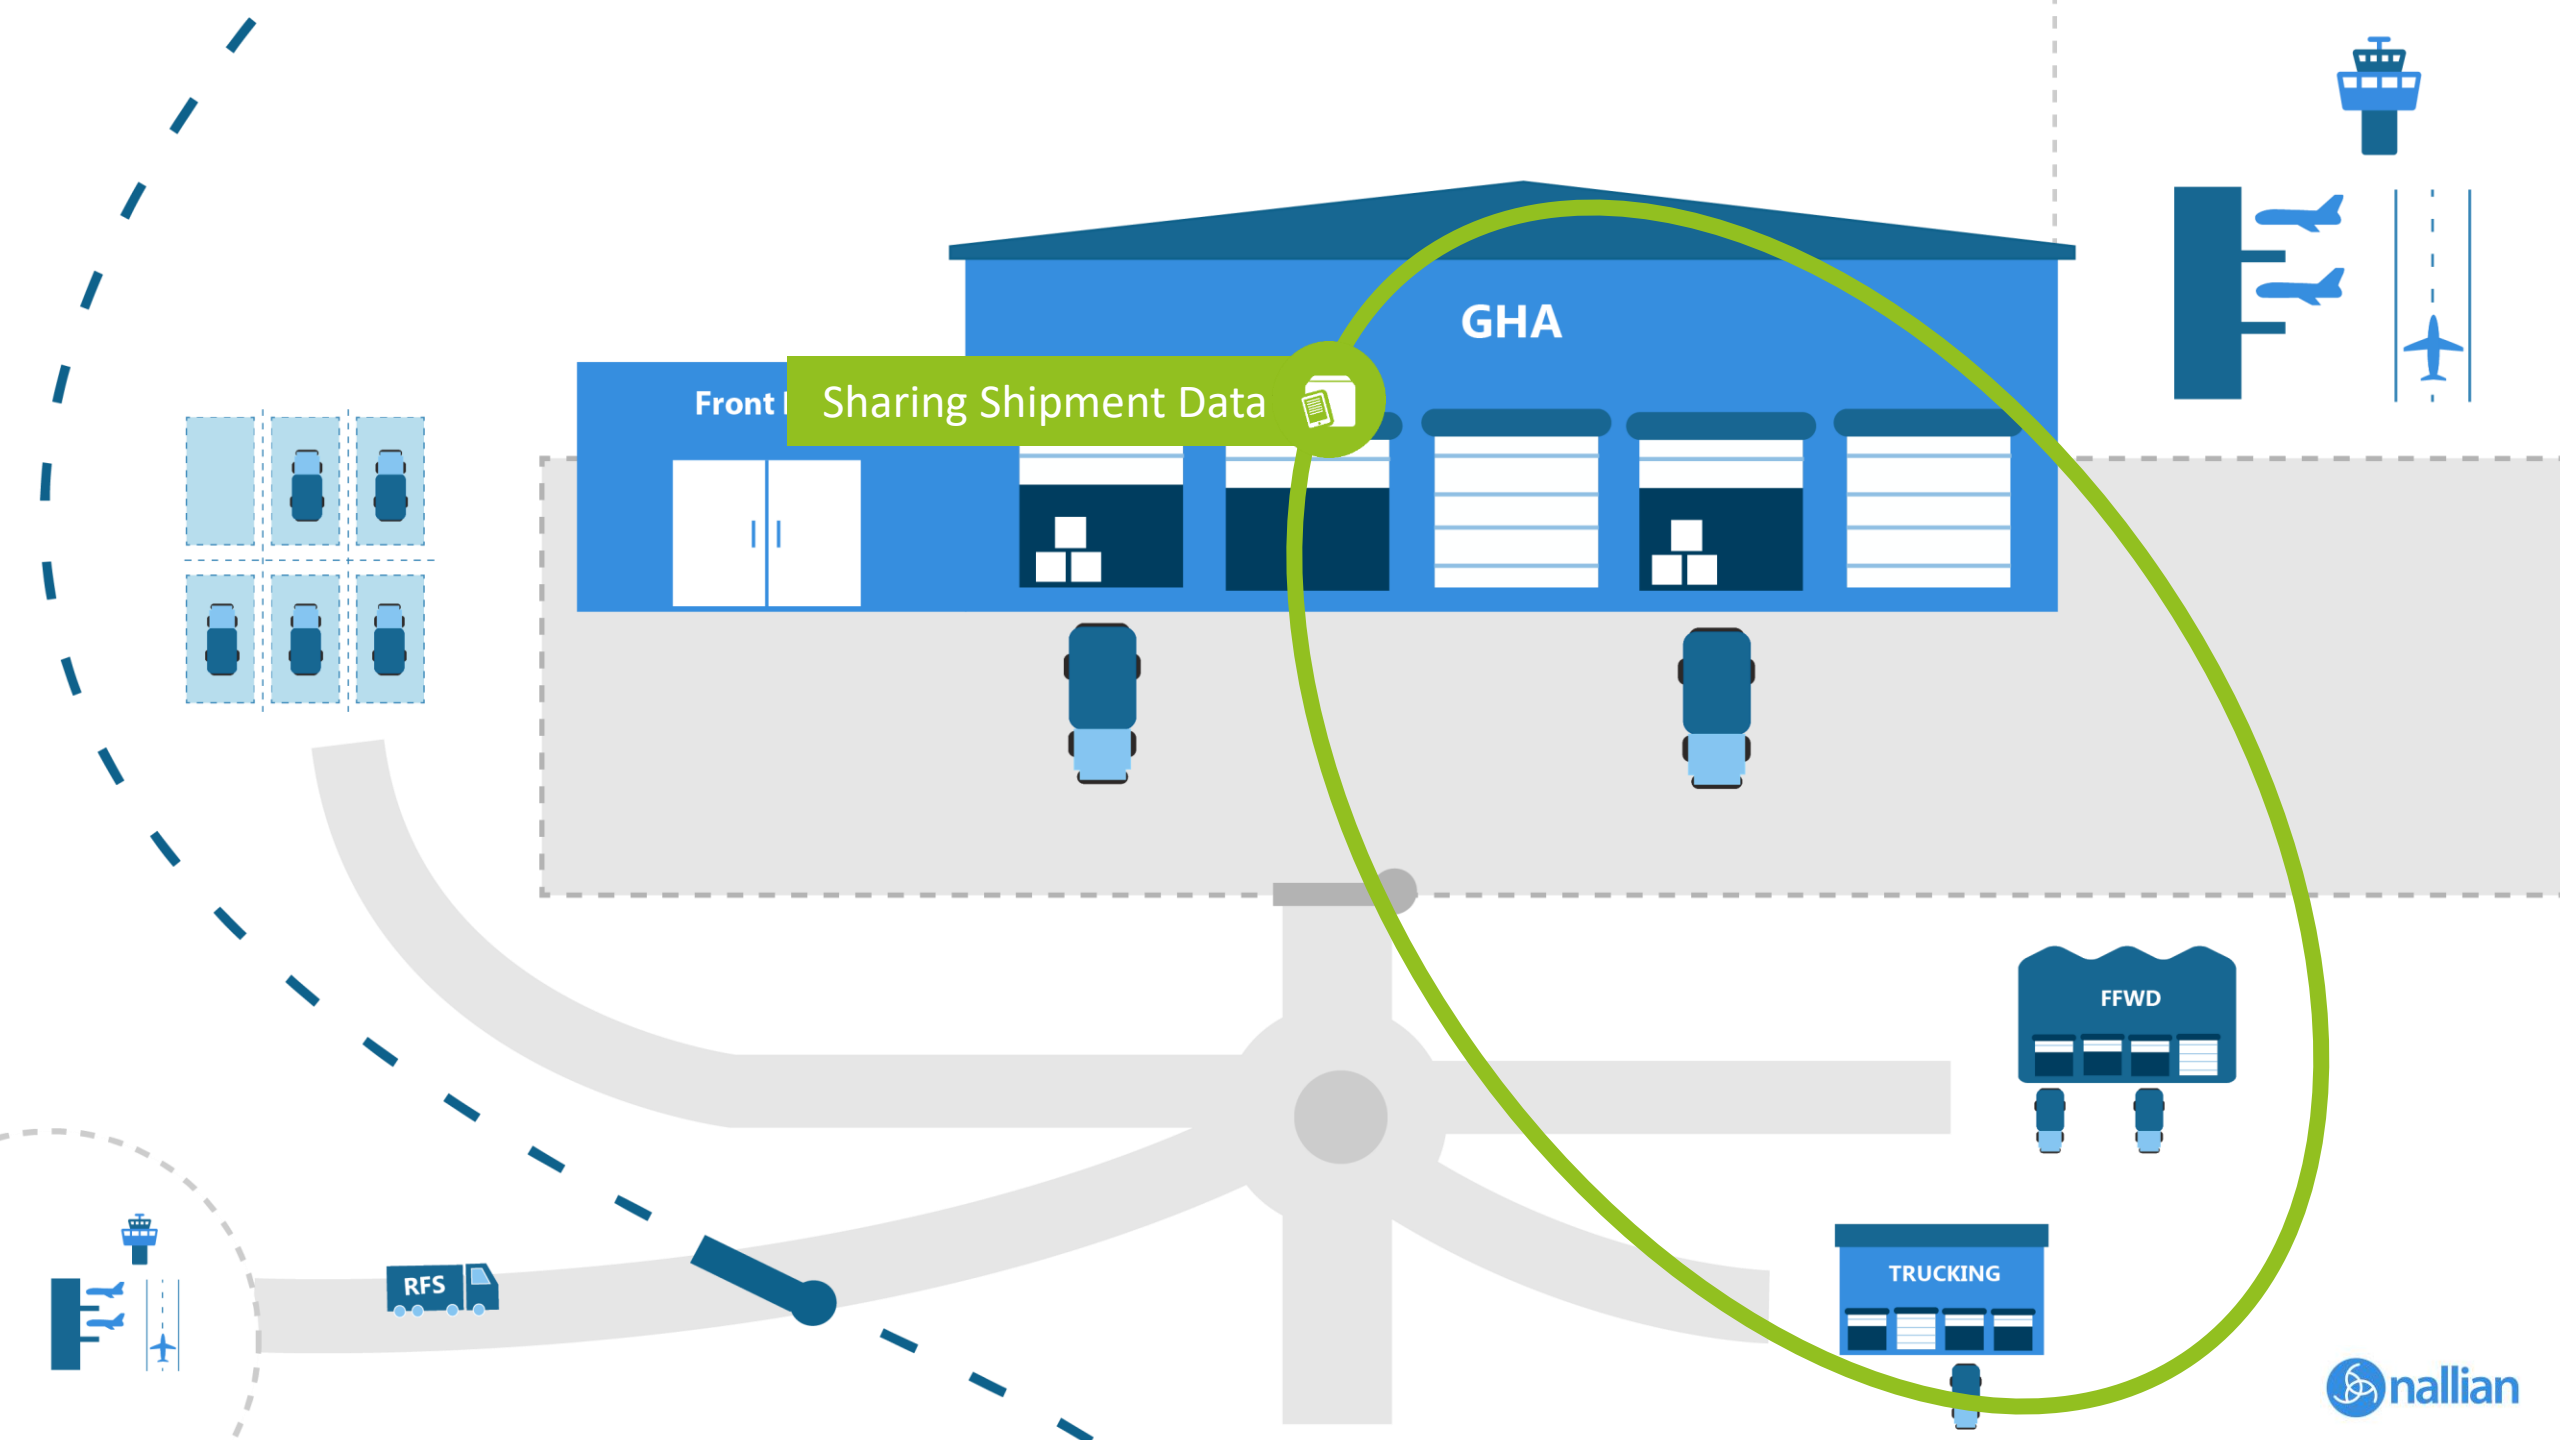 GHA
Front
Sharing Shipment Data
FFWD
TRUCKING
RFS
nallian